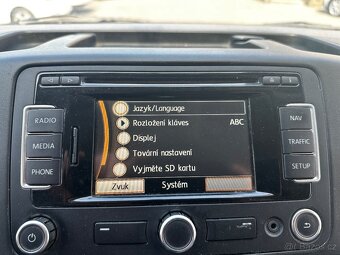 Jazyk/Language
RADIO
Rozložení kláves ABC
NAV
MEDIA
Displej
TRAFFIC
Tovární nastavení
PHONE
Vyjměte SD kartu
SETUP
Zvuk Systém